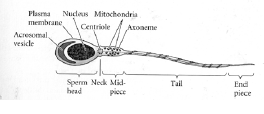 Plasma membrane
Nucleus
Mitochondria
Centriole
Axoneme
Acrosomal vesicle
Sperm head
Neck
Mid-piece
Tail
End piece